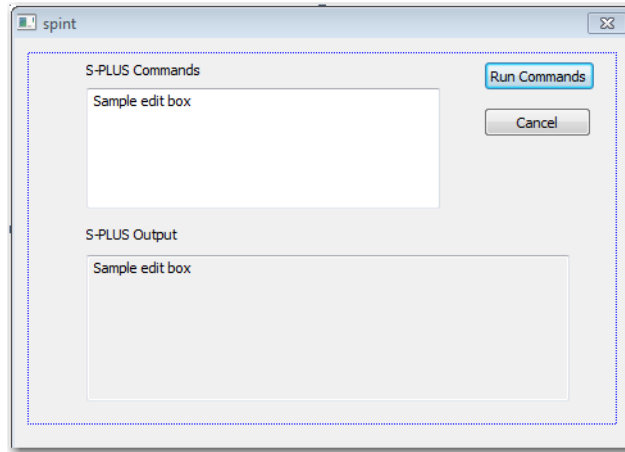 spint
S-PLUS Commands
Run Commands
Sample edit box
Cancel
S-PLUS Output
Sample edit box